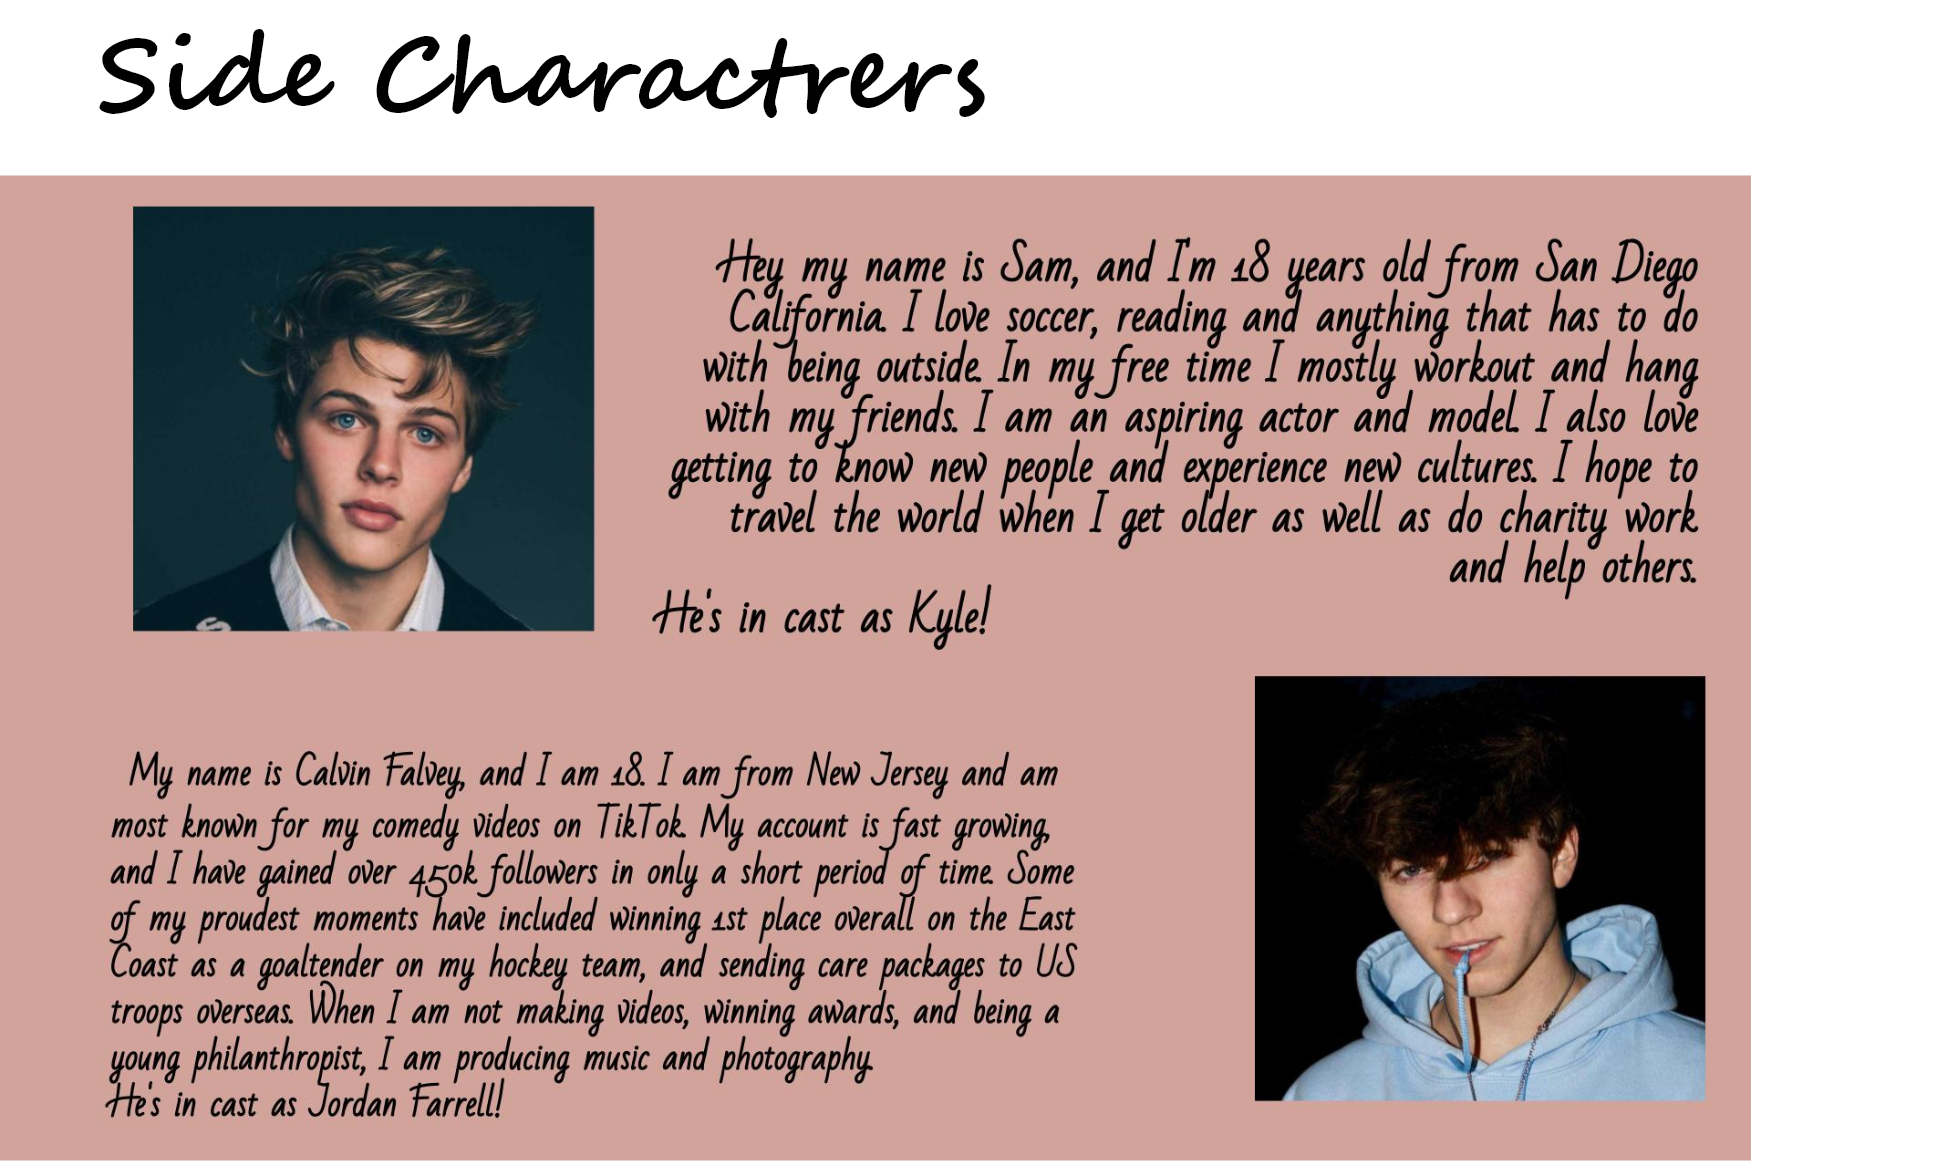 Side Charactrers
Hey my name is Sam, and I'm 18 years old from San Diego
California. I love soccer, reading and anything that has to do
with being outside. In my free time I mostly workout and hang
with my friends. I am an aspiring actor and model. I also love
getting to know new people and experience new cultures. I hope to
travel the world when I get older as well as do charity work
and help others.
He's in cast as Kyle!
My name is Calvin Falvey, and I am 18. I am from New Jersey and am
most known for my comedy videos on TikTok. My account is fast growing,
and I have gained over 450k followers in only a short period of time. Some
of my proudest moments have included winning 1st place overall on the East
Coast as a goaltender on my hockey team, and sending care packages to US
troops overseas. When I am not making videos, winning awards, and being a
young philanthropist, I am producing music and photography.
He's in cast as Jordan Farrell!